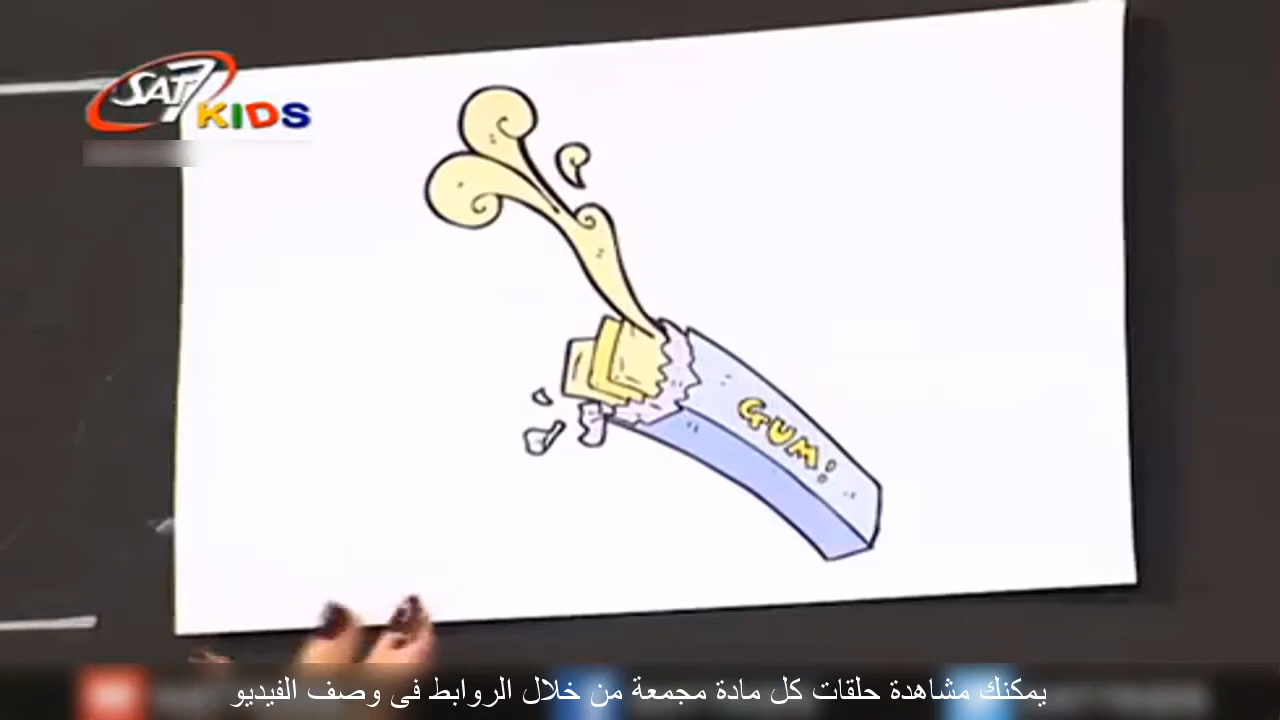 SAT7
KIDS
GUM!
يمكنك مشاهدة حلقات كل مادة مجمعة من خلال الروابط فى وصف الفيديو